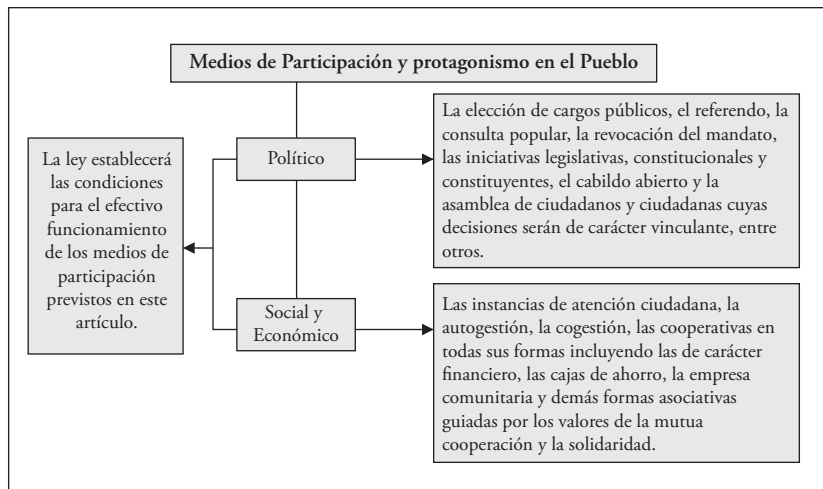 Medios de Participación y protagonismo en el Pueblo
La ley establecerá
las condiciones
para el efectivo
funcionamiento
de los medios de
participación
previstos en este
artículo.
Político
La elección de cargos públicos, el referendo, la
consulta popular, la revocación del mandato,
las iniciativas legislativas, constitucionales y
constituyentes, el cabildo abierto y la
asamblea de ciudadanos y ciudadanas cuyas
decisiones serán de carácter vinculante, entre
otros.
Social y
Económico
Las instancias de atención ciudadana, la
autogestión, la cogestión, las cooperativas en
todas sus formas incluyendo las de carácter
financiero, las cajas de ahorro, la empresa
comunitaria y demás formas asociativas
guiadas por los valores de la mutua
cooperación y la solidaridad.